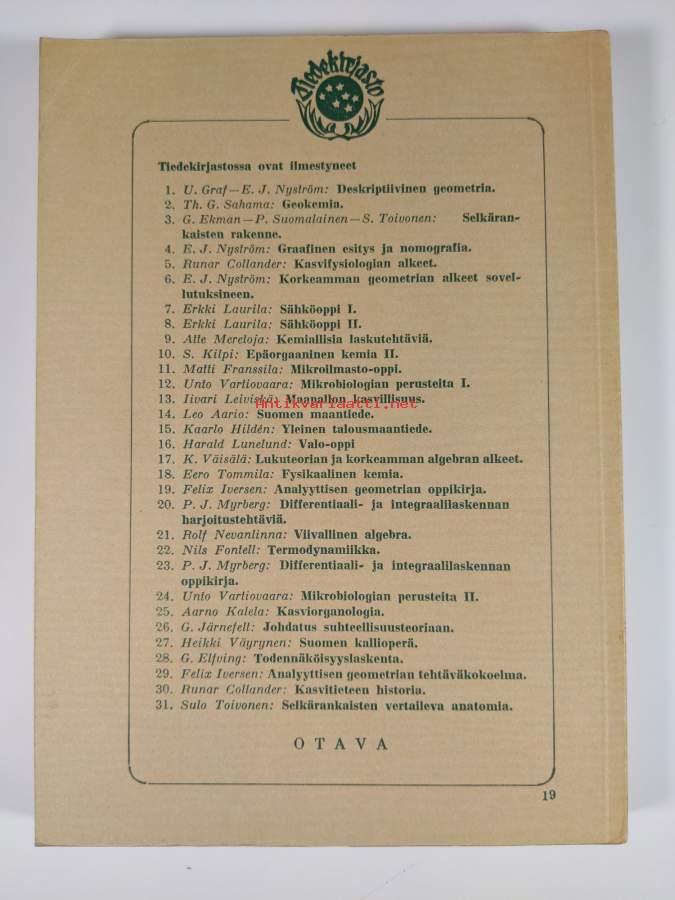 Tiedekirjasto
Tiedekirjastossa ovat ilmestyneet
1. U. Graf—E. J. Nyström: Deskriptiivinen geometria.
2. Th. G. Sahama: Geokemia.
3. G. Ekman—P. Suomalainen—S. Toivonen: Selkäran-
kaisten rakenne.
4. E. J. Nyström: Graafinen esitys ja nomografia.
5. Runar Collander: Kasvifysiologian alkeet.
6. E. J. Nyström: Korkeamman geometrian alkeet sovel-
lutuksineen.
7. Erkki Laurila: Sähköoppi I.
8. Erkki Laurila: Sähköoppi II.
9. Atte Meretoja: Kemiallisia laskutehtäviä.
10. S. Kilpi: Epäorgaaninen kemia II.
11. Matti Franssila: Mikroilmasto-oppi.
12. Unto Vartiovaara: Mikrobiologian perusteita I.
13. Iivari Leiviskä: Maapallon kasvillisuus.
Antikvariaatti.net
14. Leo Aario: Suomen maantiede.
15. Kaarlo Hildén: Yleinen talousmaantiede.
16. Harald Lunelund: Valo-oppi
17. K. Väisälä: Lukuteorian ja korkeamman algebran alkeet.
18. Eero Tommila: Fysikaalinen kemia.
19. Felix Iversen: Analyyttisen geometrian oppikirja.
20. P. J. Myrberg: Differentiaali- ja integraalilaskennan
harjoitustehtäviä.
21. Rolf Nevanlinna: Viivallinen algebra.
22. Nils Fontell: Termodynamiikka.
23. P. J. Myrberg: Differentiaali- ja integraalilaskennan
oppikirja.
24. Unto Vartiovaara: Mikrobiologian perusteita II.
25. Aarno Kalela: Kasviorganologia.
26. G. Järnefelt: Johdatus suhteellisuusteoriaan.
27. Heikki Väyrynen: Suomen kallioperä.
28. G. Elfving: Todennäköisyyslaskenta.
29. Felix Iversen: Analyyttisen geometrian tehtäväkokoelma.
30. Runar Collander: Kasvitieteen historia.
31. Sulo Toivonen: Selkärankaisten vertaileva anatomia.
OTAVA
19